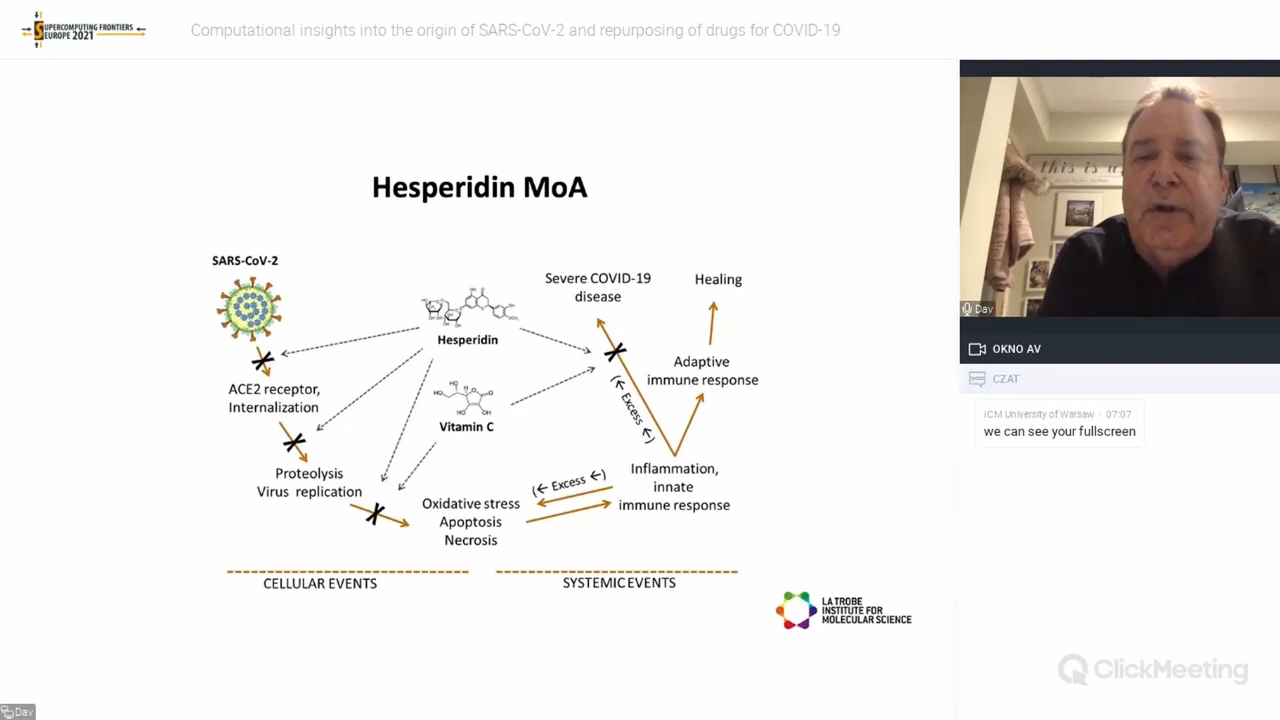 SUPERCOMPUTING FRONTIERS
EUROPE 2021
Computational insights into the origin of SARS-CoV-2 and repurposing of drugs for COVID-19
Hesperidin MoA
SARS-CoV-2
Severe COVID-19
disease
Healing
Hesperidin
ACE2 receptor,
Internalization
Adaptive
immune response
(← Excess ←)
Vitamin C
Proteolysis
Virus replication
Oxidative stress
Apoptosis
Necrosis
(← Excess ←)
Inflammation,
innate
immune response
CELLULAR EVENTS
SYSTEMIC EVENTS
LA TROBE
INSTITUTE FOR
MOLECULAR SCIENCE
this is u
Dav
OKNO AV
CZAT
ICM University of Warsaw · 07:07
we can see your fullscreen
ClickMeeting
Dav